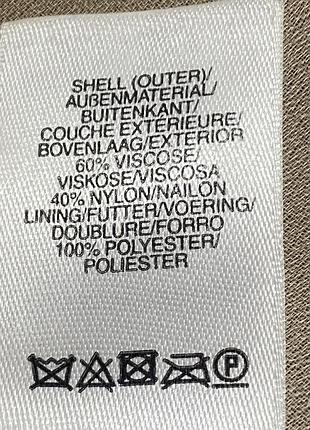 SHELL (OUTER)/
AUßENMATERIAL/
BUITENKANT/
COUCHE EXTÉRIEURE/
BOVENLAAG/EXTERIOR
60% VISCOSE/
VISKOSE/VISCOSA
40% NYLON/NAILON
LINING/FUTTER/VOERING/
DOUBLURE/FORRO
100% POLYESTER/
POLIESTER
P